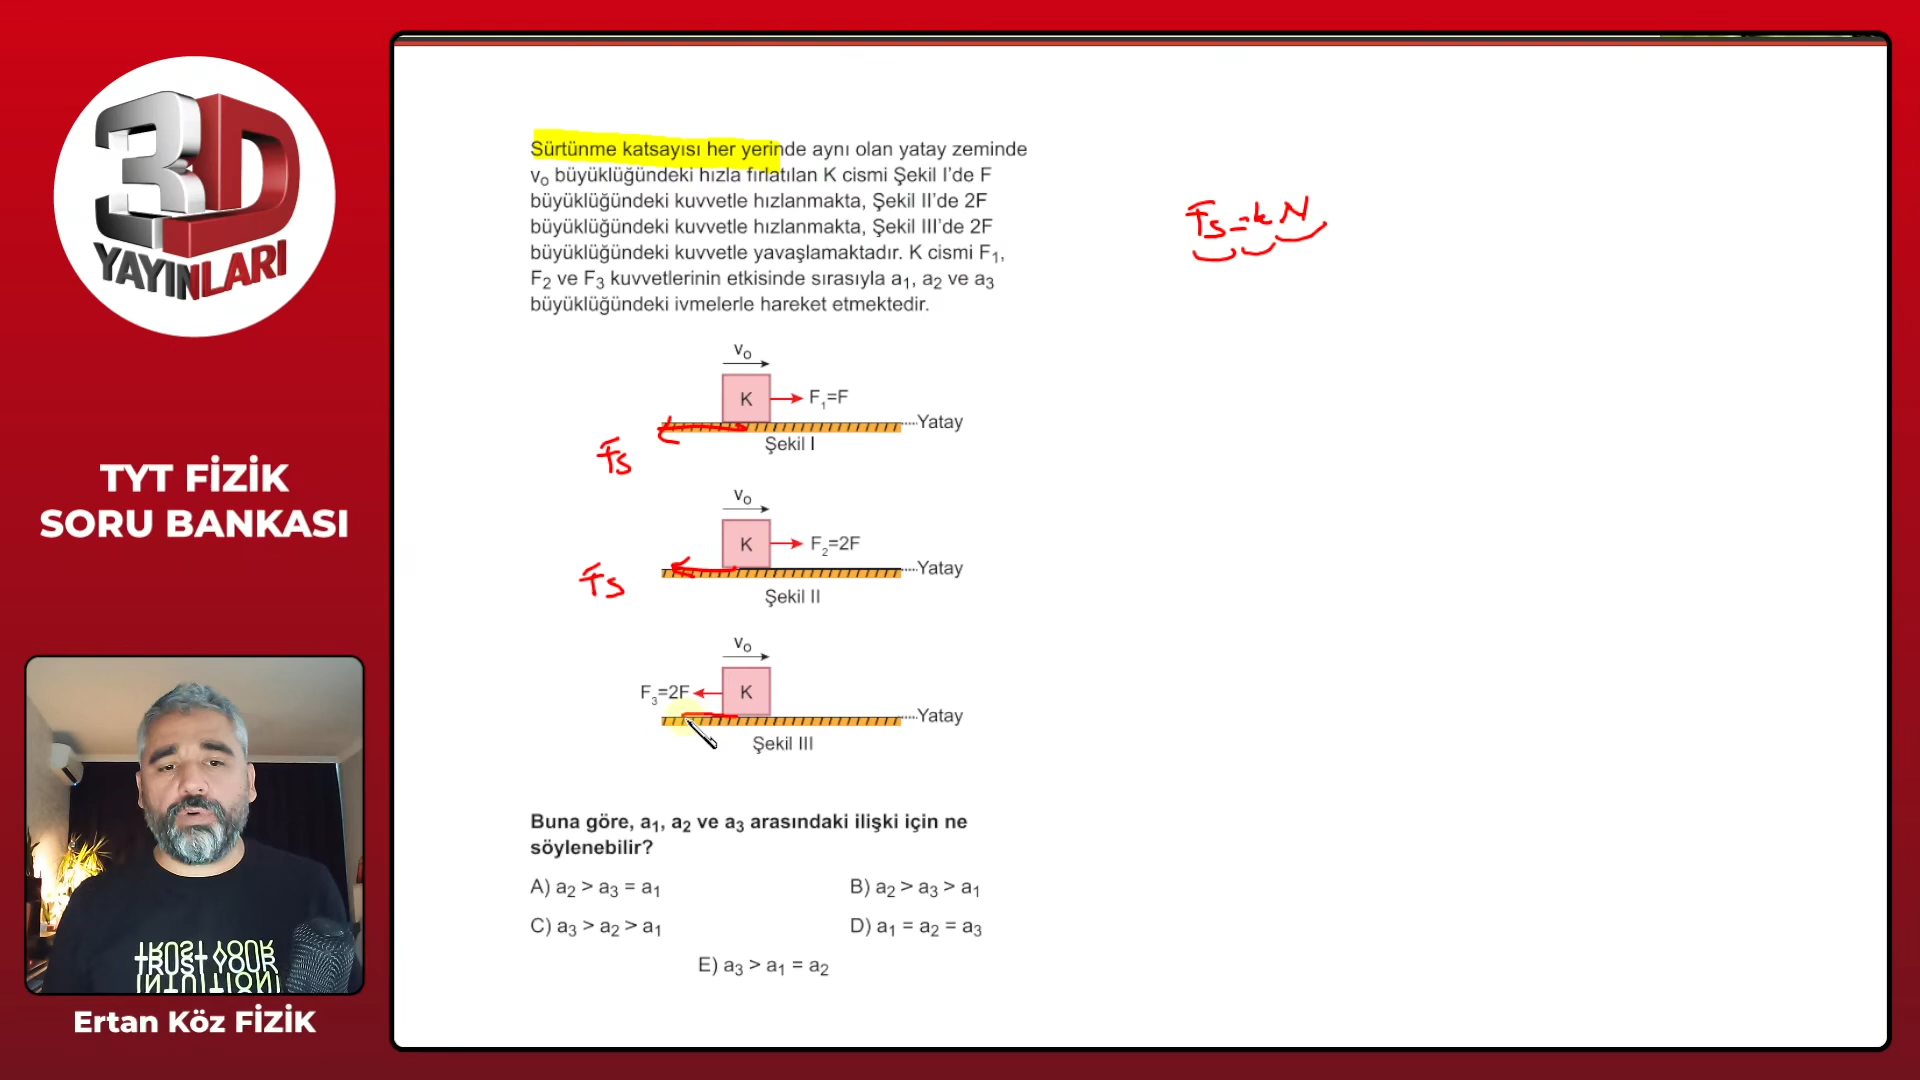 3D
YAYINLARI
TYT FİZİK
SORU BANKASI
TRUST YOUR
INTUITION
Ertan Köz FİZİK
Sürtünme katsayısı her yerinde aynı olan yatay zeminde
v₀ büyüklüğündeki hızla fırlatılan K cismi Şekil I'de F
büyüklüğündeki kuvvetle hızlanmakta, Şekil II'de 2F
büyüklüğündeki kuvvetle hızlanmakta, Şekil III'de 2F
büyüklüğündeki kuvvetle yavaşlamaktadır. K cismi F₁,
F₂ ve F₃ kuvvetlerinin etkisinde sırasıyla a₁, a₂ ve a₃
büyüklüğündeki ivmelerle hareket etmektedir.
Fs=kN
v₀
K F₁=F
Yatay
Şekil I
Fs
v₀
K F₂=2F
Yatay
Şekil II
Fs
v₀
F₃=2F K
Yatay
Şekil III
Buna göre, a₁, a₂ ve a₃ arasındaki ilişki için ne
söylenebilir?
A) a₂ > a₃ = a₁ B) a₂ > a₃ > a₁
C) a₃ > a₂ > a₁ D) a₁ = a₂ = a₃
E) a₃ > a₁ = a₂